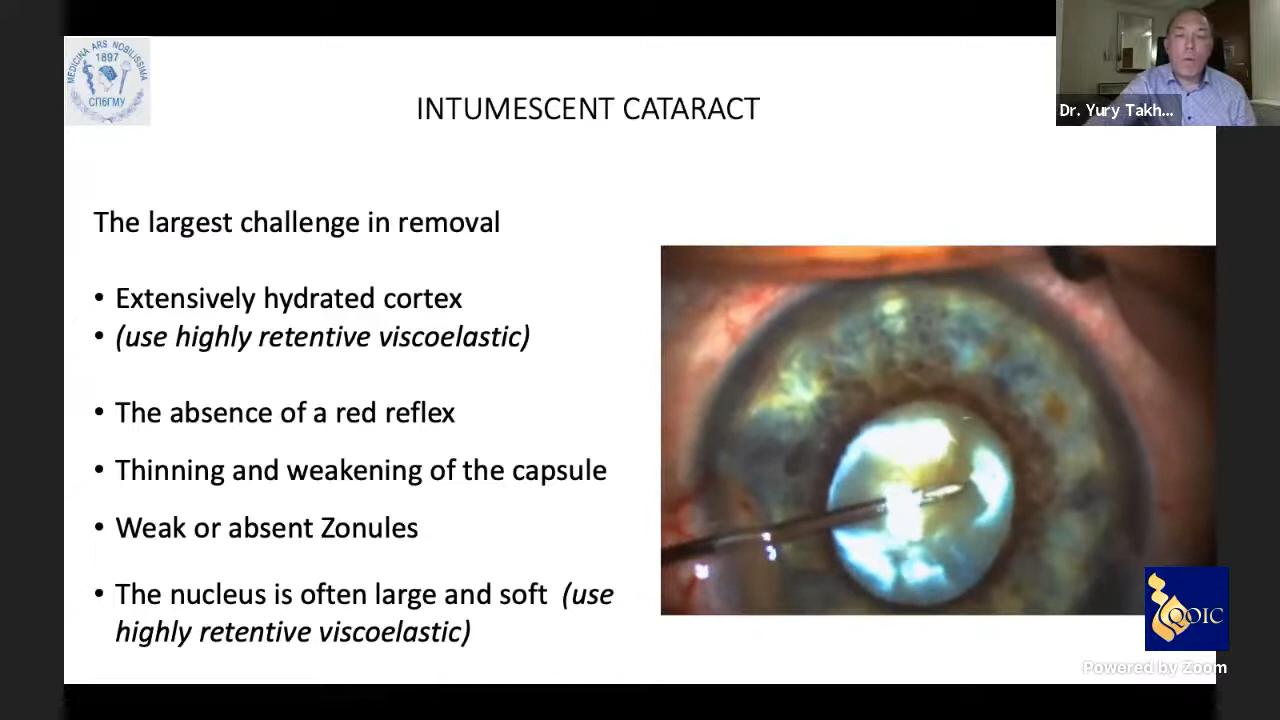 MEDICINA ARS NOBILISSIMA
1897
СПбГМУ
INTUMESCENT CATARACT
Dr. Yury Takh...
The largest challenge in removal
• Extensively hydrated cortex
• (use highly retentive viscoelastic)
• The absence of a red reflex
• Thinning and weakening of the capsule
• Weak or absent Zonules
• The nucleus is often large and soft (use
highly retentive viscoelastic)
QOIC
Powered by Zoom